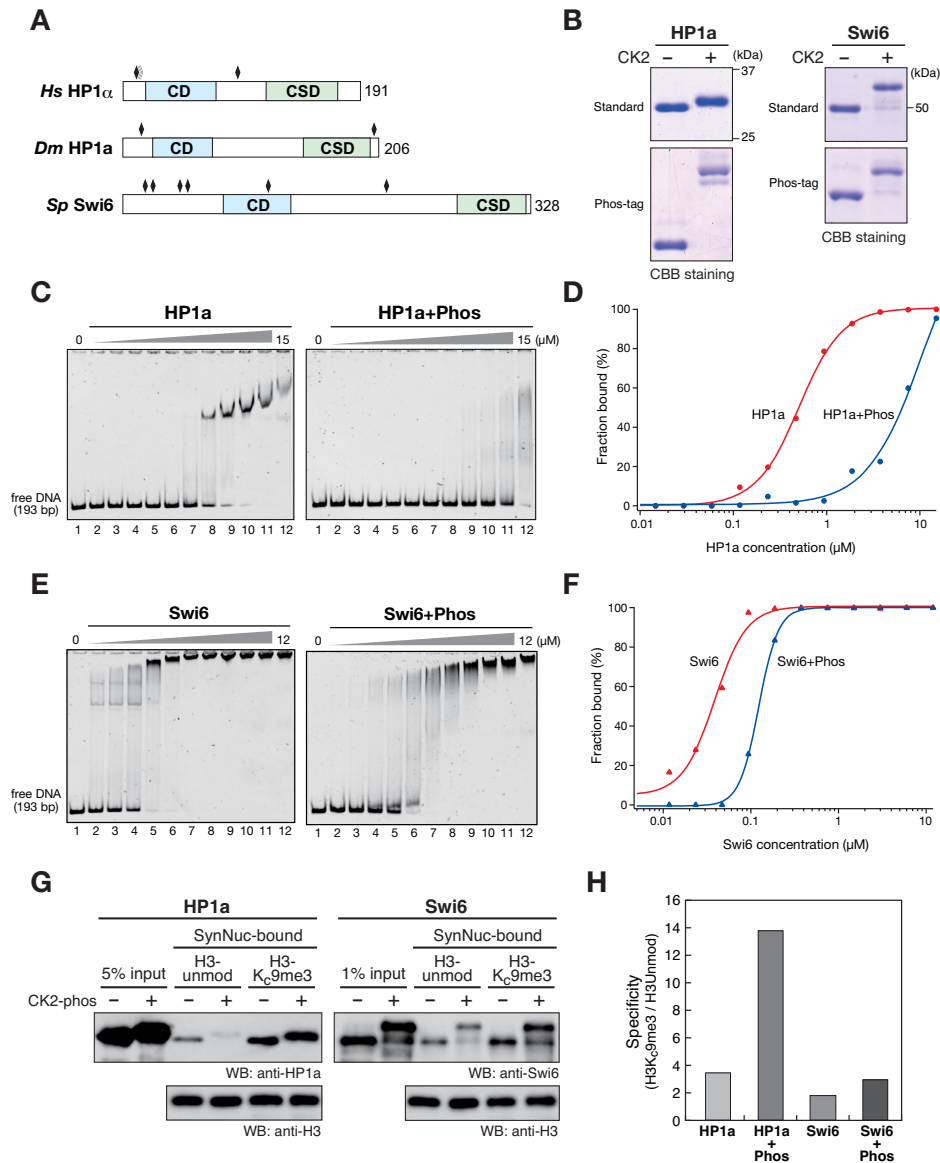 A
Hs HP1α
CD
CSD
191
Dm HP1a
CD
CSD
206
Sp Swi6
CD
CSD
328
B
HP1a
CK2 − + (kDa)
37
Standard
25
Phos-tag
CBB staining
Swi6
CK2 − +
(kDa)
Standard
50
Phos-tag
CBB staining
C
HP1a
0 15
free DNA
(193 bp)
1 2 3 4 5 6 7 8 9 10 11 12
HP1a+Phos
0 15 (μM)
1 2 3 4 5 6 7 8 9 10 11 12
D
Fraction bound (%)
100
80
60
40
20
0
HP1a
HP1a+Phos
0.01 0.1 1 10
HP1a concentration (μM)
E
Swi6
0 12
free DNA
(193 bp)
1 2 3 4 5 6 7 8 9 10 11 12
Swi6+Phos
0 12 (μM)
1 2 3 4 5 6 7 8 9 10 11 12
F
Fraction bound (%)
100
80
60
40
20
0
Swi6
Swi6+Phos
0.01 0.1 1 10
Swi6 concentration (μM)
G
HP1a
SynNuc-bound
5% input
H3-
unmod
H3-
Kc9me3
CK2-phos − + − + − +
WB: anti-HP1a
WB: anti-H3
Swi6
SynNuc-bound
1% input
H3-
unmod
H3-
Kc9me3
− + − + − +
WB: anti-Swi6
WB: anti-H3
H
Specificity
(H3Kc9me3 / H3Unmod)
16
14
12
10
8
6
4
2
0
HP1a
HP1a
+
Phos
Swi6
Swi6
+
Phos